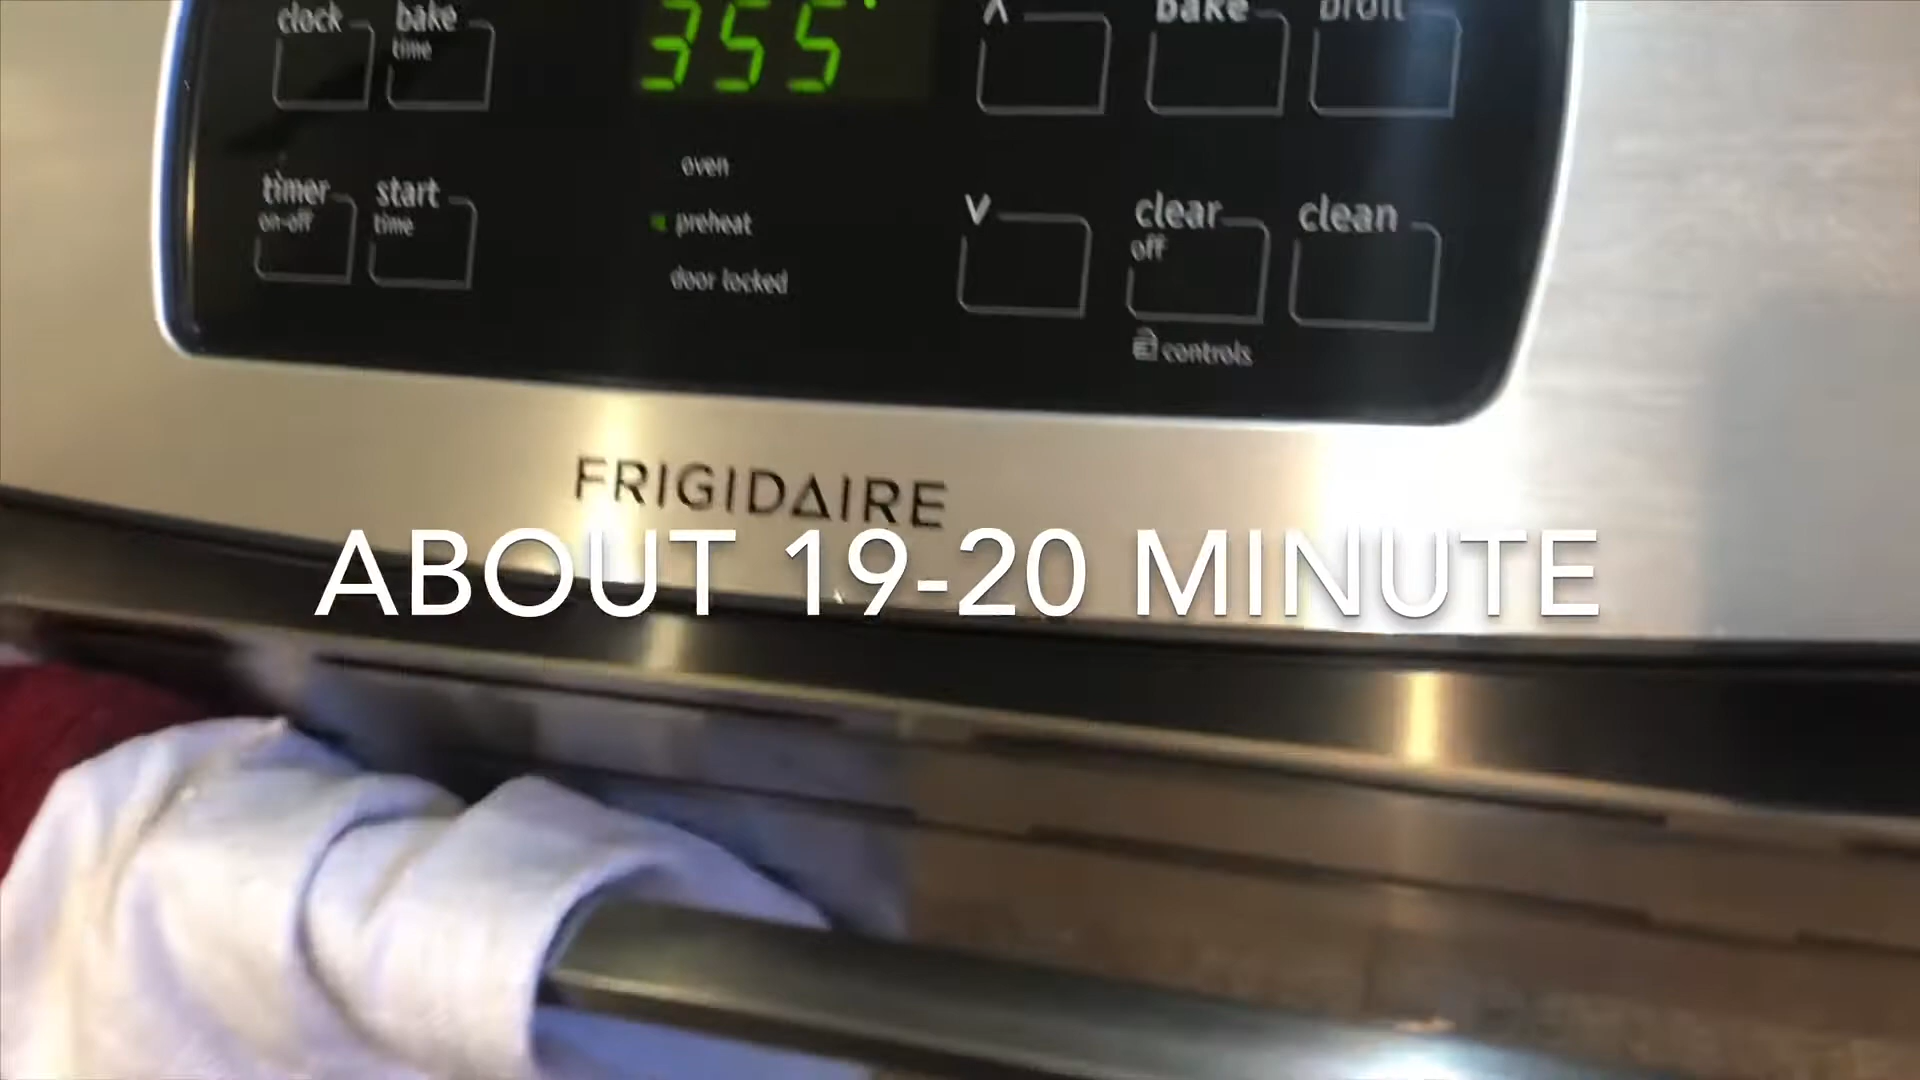 clock bake
time
355°
bake broil
timer start
on-off time
oven
preheat
door locked
clear clean
off
controls
FRIGIDAIRE
ABOUT 19-20 MINUTE